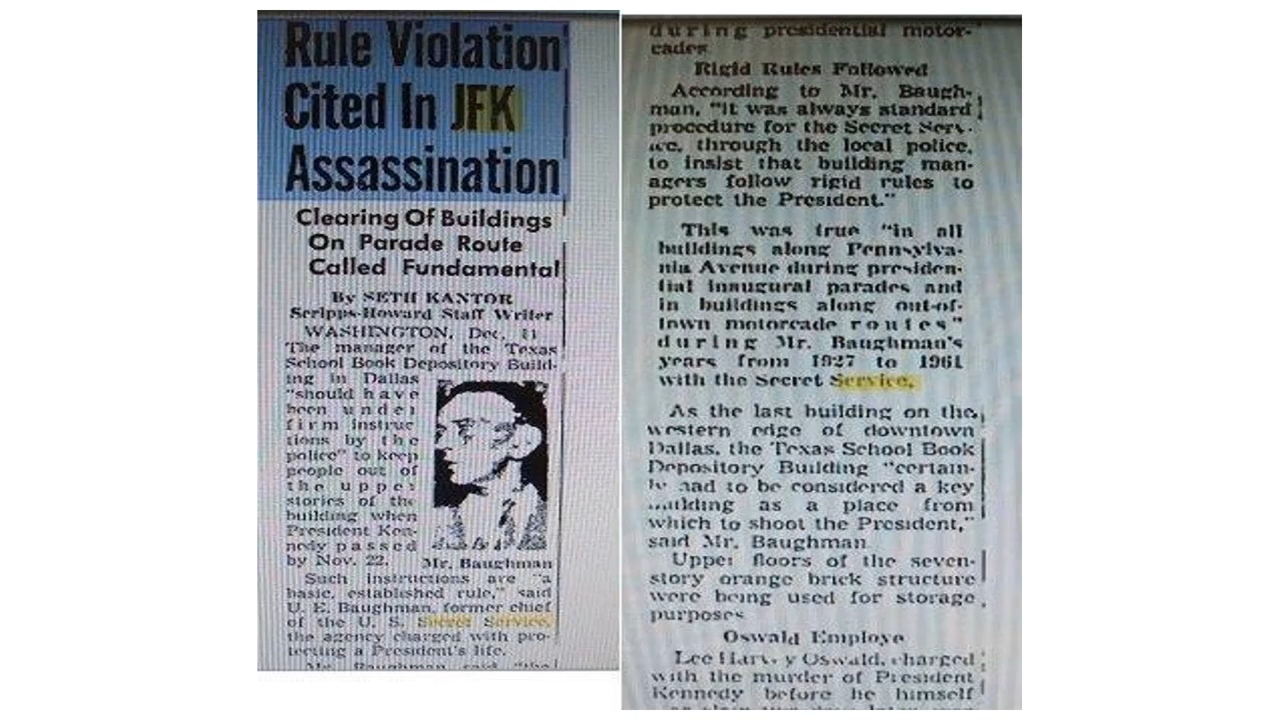 Rule Violation
Cited In JFK
Assassination
Clearing Of Buildings
On Parade Route
Called Fundamental
By SETH KANTOR
Scripps-Howard Staff Writer
WASHINGTON, Dec. 11
The manager of the Texas
School Book Depository Build-
ing in Dallas
"should have
been under
firm instruc
tions by the
police" to keep
people out of
the upper
stories of the
building when
President Ken-
nedy passed
by Nov. 22.
Mr. Baughman
Such instructions are "a
basic, established rule," said
U. E. Baughman, former chief
of the U. S. Secret Service,
the agency charged with pro-
tecting a President's life.
Mr. Baughman said "the
during presidential motor-
cades
Rigid Rules Followed
According to Mr. Baugh-
man, "it was always standard
procedure for the Secret Serv-
ice, through the local police,
to insist that building man-
agers follow rigid rules to
protect the President."
This was true "in all
buildings along Pennsylva-
nia Avenue during presiden-
tial inaugural parades and
in buildings along out-of-
town motorcade routes"
during Mr. Baughman's
years from 1927 to 1961
with the Secret Service.
As the last building on the
western edge of downtown
Dallas, the Texas School Book
Depository Building "certain-
ly had to be considered a key
building as a place from
which to shoot the President,"
said Mr. Baughman
Upper floors of the seven-
story orange brick structure
were being used for storage
purposes
Oswald Employe
Lee Harvey Oswald, charged
with the murder of President
Kennedy before he himself